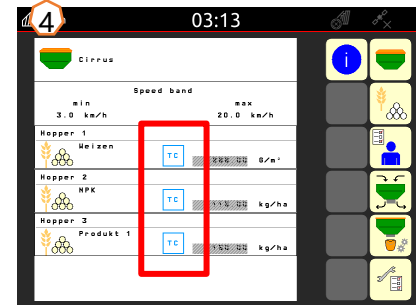 4
03:13
i
Cirrus
Speed band
min max
3.0 km/h 20.0 km/h
Hopper 1
Weizen
TC G/m²
Hopper 2
NPK
TC kg/ha
Hopper 3
Produkt 1
TC kg/ha